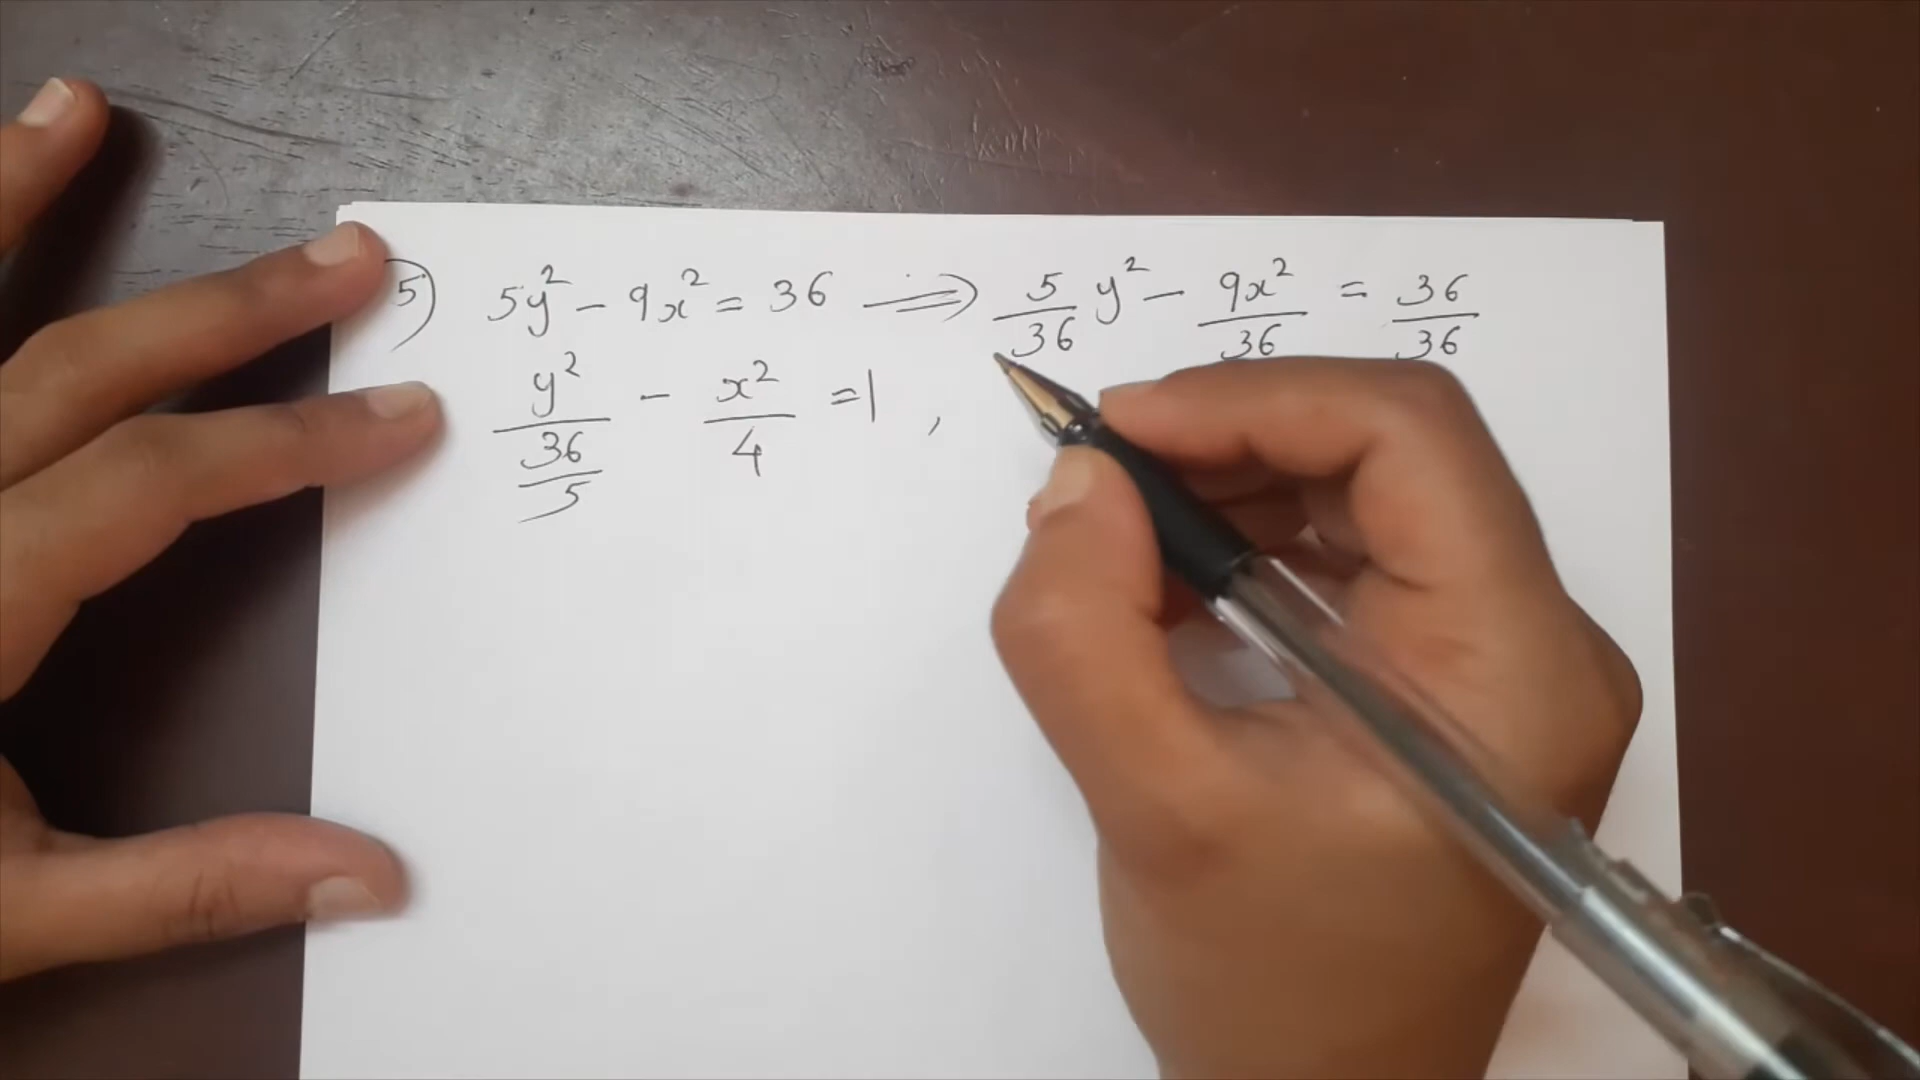 5) 5y² - 9x² = 36 ⟹ 5/36 y² - 9x²/36 = 36/36
y²/(36/5) - x²/4 = 1 ,